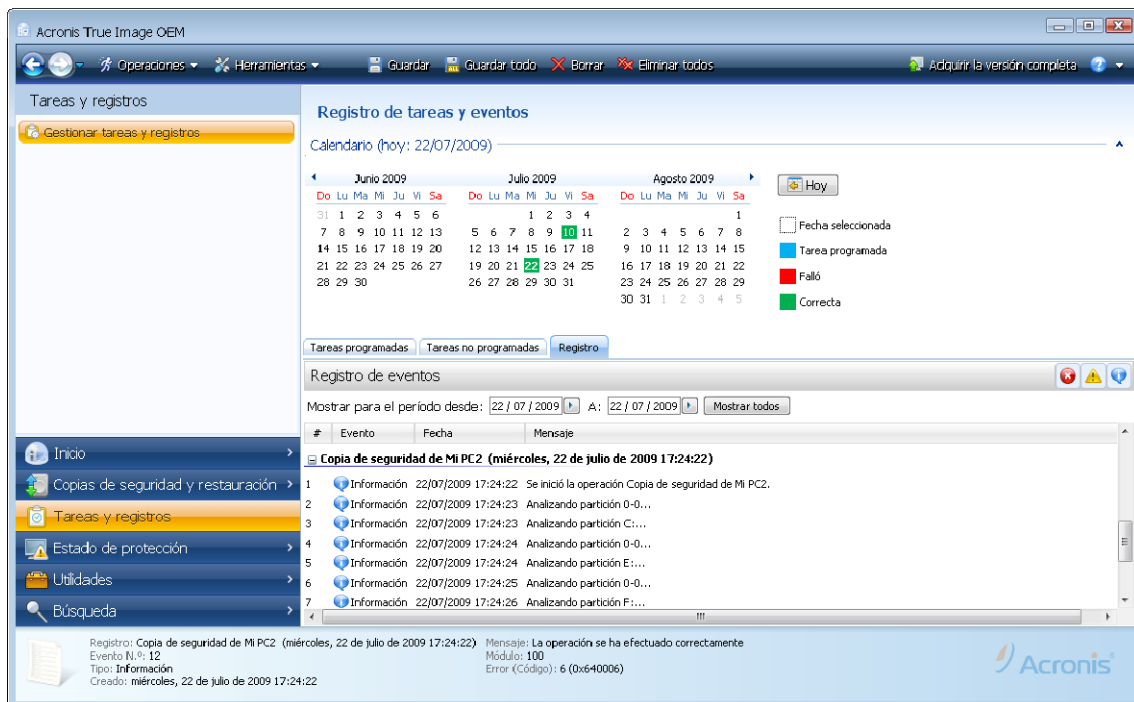 Acronis True Image OEM
Operaciones Herramientas Guardar Guardar todo Borrar Eliminar todos Adquirir la versión completa
Tareas y registros
Gestionar tareas y registros
Registro de tareas y eventos
Calendario (hoy: 22/07/2009)
Junio 2009 Julio 2009 Agosto 2009
Do Lu Ma Mi Ju Vi Sa Do Lu Ma Mi Ju Vi Sa Do Lu Ma Mi Ju Vi Sa
31 1 2 3 4 5 6 1 2 3 4 1
7 8 9 10 11 12 13 5 6 7 8 9 10 11 2 3 4 5 6 7 8
14 15 16 17 18 19 20 12 13 14 15 16 17 18 9 10 11 12 13 14 15
21 22 23 24 25 26 27 19 20 21 22 23 24 25 16 17 18 19 20 21 22
28 29 30 26 27 28 29 30 31 23 24 25 26 27 28 29
30 31 1 2 3 4 5
Hoy
Fecha seleccionada
Tarea programada
Falló
Correcta
Tareas programadas Tareas no programadas Registro
Registro de eventos
Mostrar para el período desde: 22 / 07 / 2009 A: 22 / 07 / 2009 Mostrar todos
# Evento Fecha Mensaje
Copia de seguridad de Mi PC2 (miércoles, 22 de julio de 2009 17:24:22)
1 Información 22/07/2009 17:24:22 Se inició la operación Copia de seguridad de Mi PC2.
2 Información 22/07/2009 17:24:23 Analizando partición 0-0...
3 Información 22/07/2009 17:24:23 Analizando partición C:...
4 Información 22/07/2009 17:24:24 Analizando partición 0-0...
5 Información 22/07/2009 17:24:24 Analizando partición E:...
6 Información 22/07/2009 17:24:25 Analizando partición 0-0...
7 Información 22/07/2009 17:24:26 Analizando partición F:...
Inicio
Copias de seguridad y restauración
Tareas y registros
Estado de protección
Utilidades
Búsqueda
Registro: Copia de seguridad de Mi PC2 (miércoles, 22 de julio de 2009 17:24:22)
Evento N.º: 12
Tipo: Información
Creado: miércoles, 22 de julio de 2009 17:24:22
Mensaje: La operación se ha efectuado correctamente
Módulo: 100
Error (Código): 6 (0x640006)
Acronis